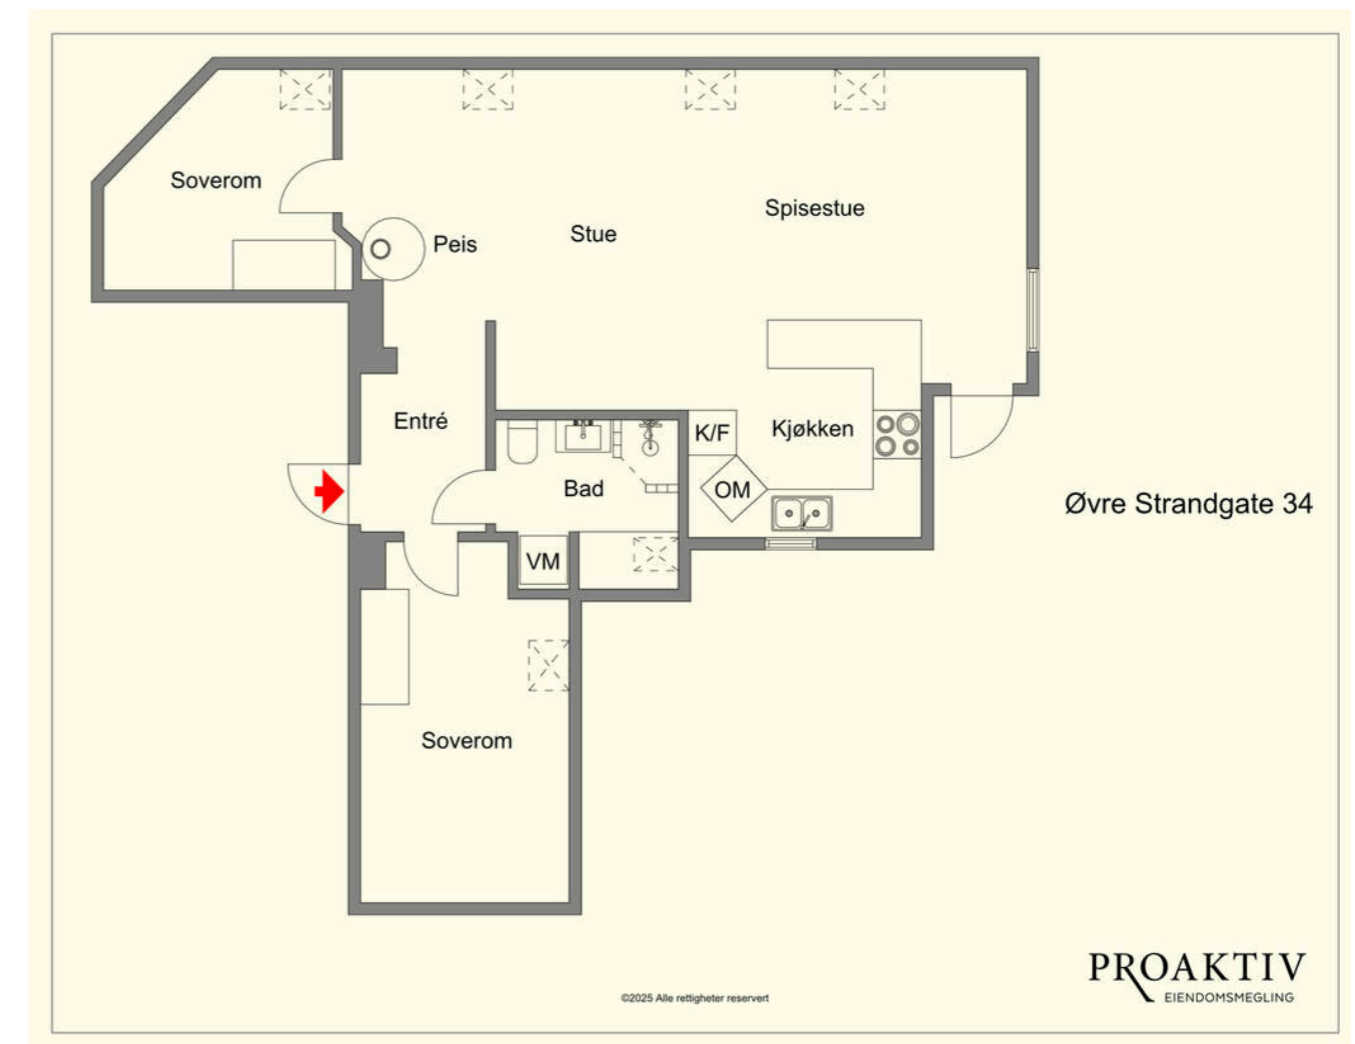 Soverom
Spisestue
Stue
Peis
Entré
K/F
Kjøkken
Bad
OM
Øvre Strandgate 34
VM
Soverom
PROAKTIV
EIENDOMSMEGLING
©2025 Alle rettigheter reservert